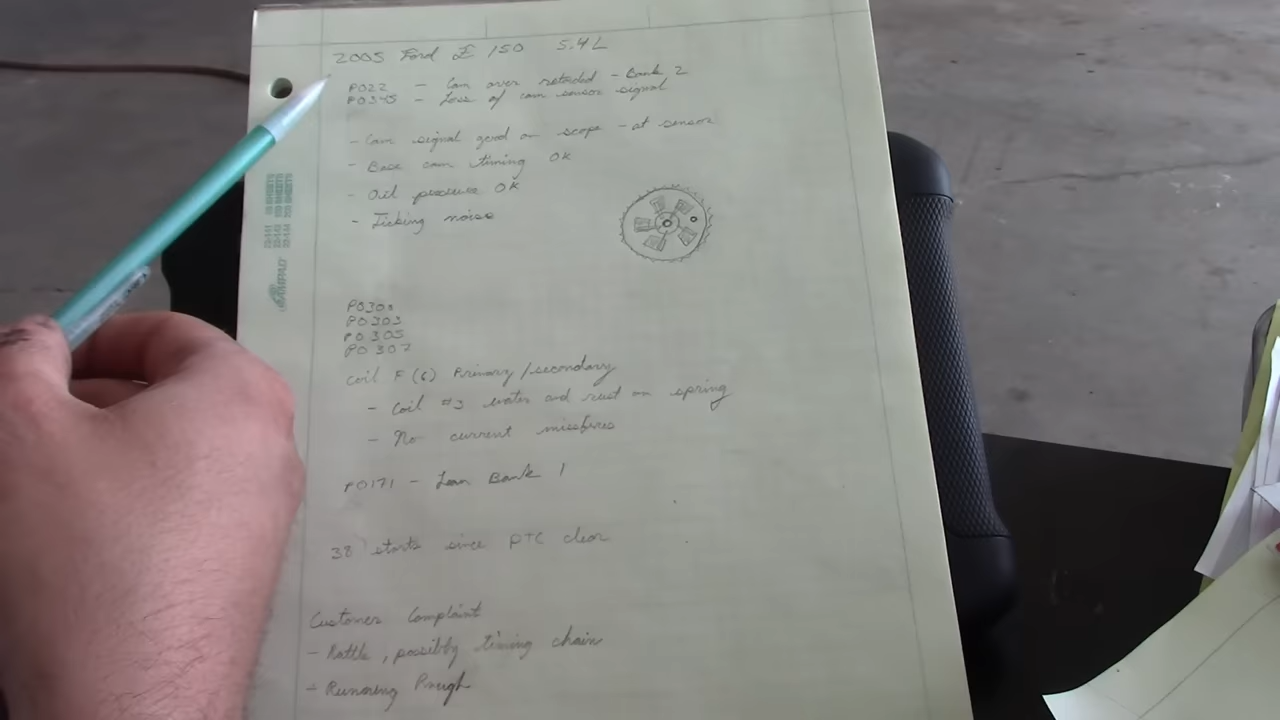 2005 Ford E 150 5.4L
P022 - Cam over retarded - Bank 2
P0345 - Loss of cam sensor signal
- Cam signal good on scope - at sensor
- Base cam timing OK
- Oil pressure OK
- Ticking noise
P0303
P0305
P0307
Coil F(6) Primary/secondary
- Coil #3 water and rust on spring
- No current misfires
P0171 - Lean Bank 1
38 starts since DTC clear
Customer Complaint
- Rattle, possibly timing chain
- Running Rough